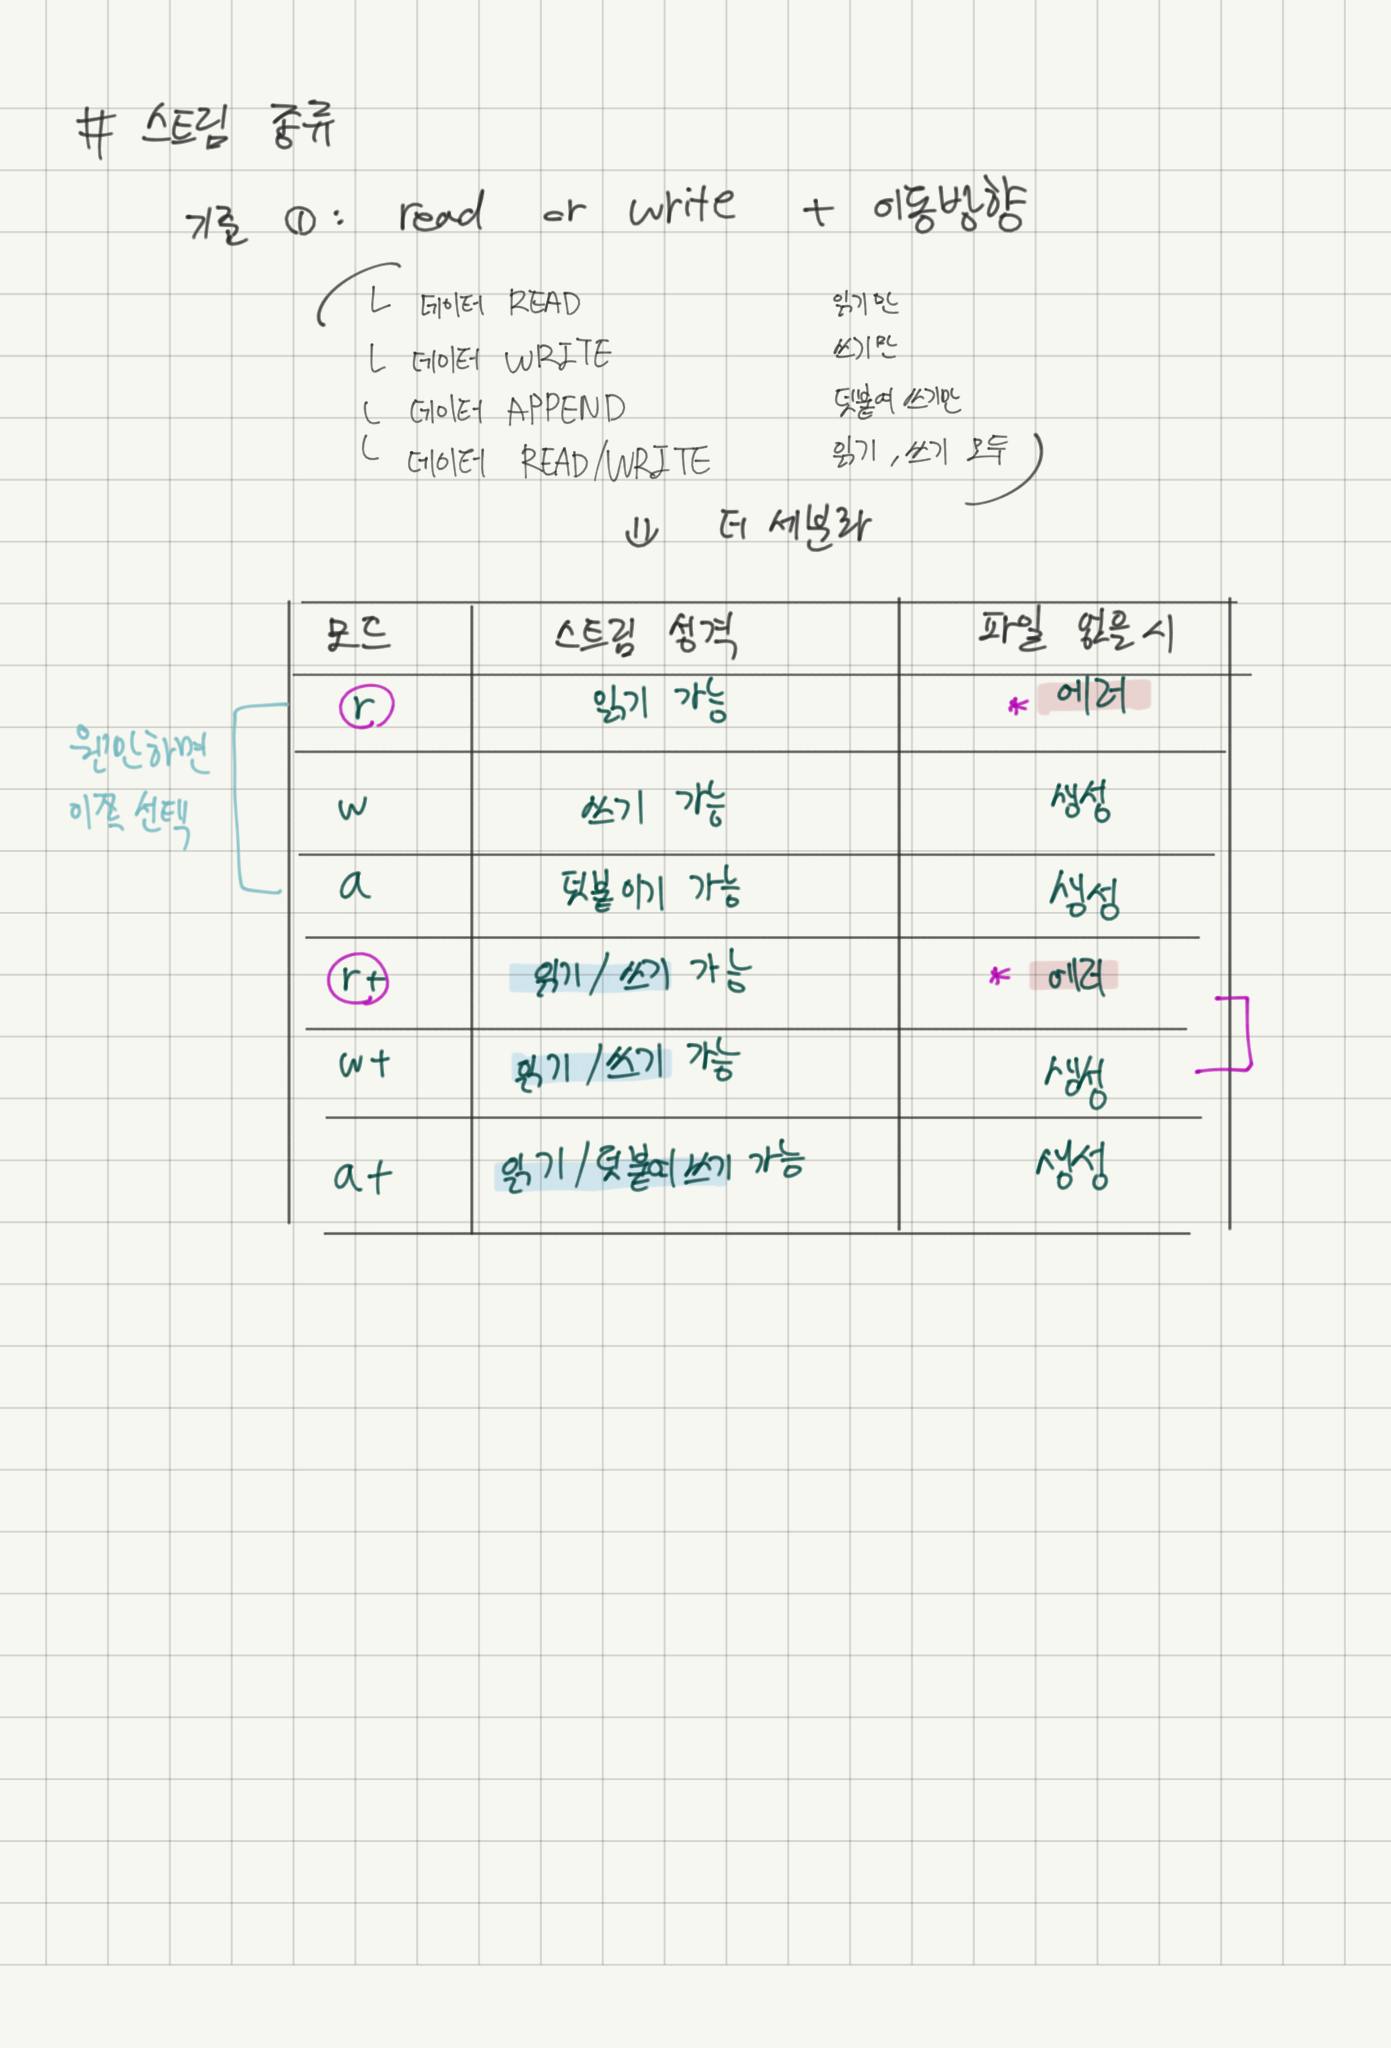 # 스트림 종류
기준 ①: read or write + 이동방향
ㄴ 데이터 READ 읽기만
ㄴ 데이터 WRITE 쓰기만
ㄴ 데이터 APPEND 덧붙여 쓰기만
ㄴ 데이터 READ/WRITE 읽기, 쓰기 모두
⇓ 더 세분화
모드 스트림 성격 파일 없을 시
r 읽기 가능 * 에러
w 쓰기 가능 생성
a 덧붙이기 가능 생성
r+ 읽기/쓰기 가능 * 에러
w+ 읽기/쓰기 가능 생성
a+ 읽기/덧붙여 쓰기 가능 생성
웬만하면
이쪽 선택